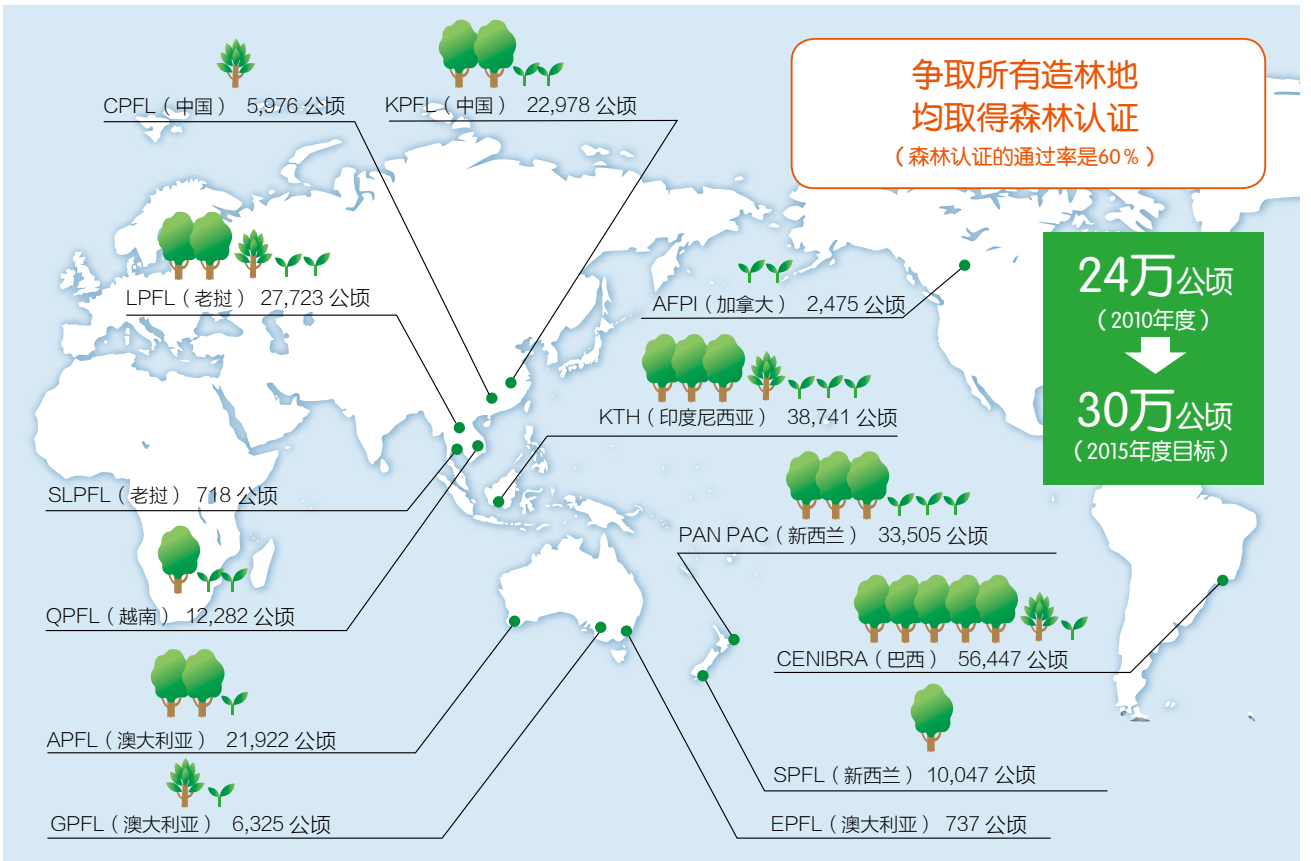 CPFL（中国） 5,976 公顷
KPFL（中国） 22,978 公顷
争取所有造林地
均取得森林认证
（森林认证的通过率是60％）
24万公顷
（2010年度）
30万公顷
（2015年度目标）
LPFL（老挝） 27,723 公顷
AFPI（加拿大） 2,475 公顷
KTH（印度尼西亚） 38,741 公顷
SLPFL（老挝） 718 公顷
PAN PAC（新西兰） 33,505 公顷
QPFL（越南） 12,282 公顷
CENIBRA（巴西） 56,447 公顷
APFL（澳大利亚） 21,922 公顷
SPFL（新西兰）10,047 公顷
GPFL（澳大利亚） 6,325 公顷
EPFL（澳大利亚） 737 公顷